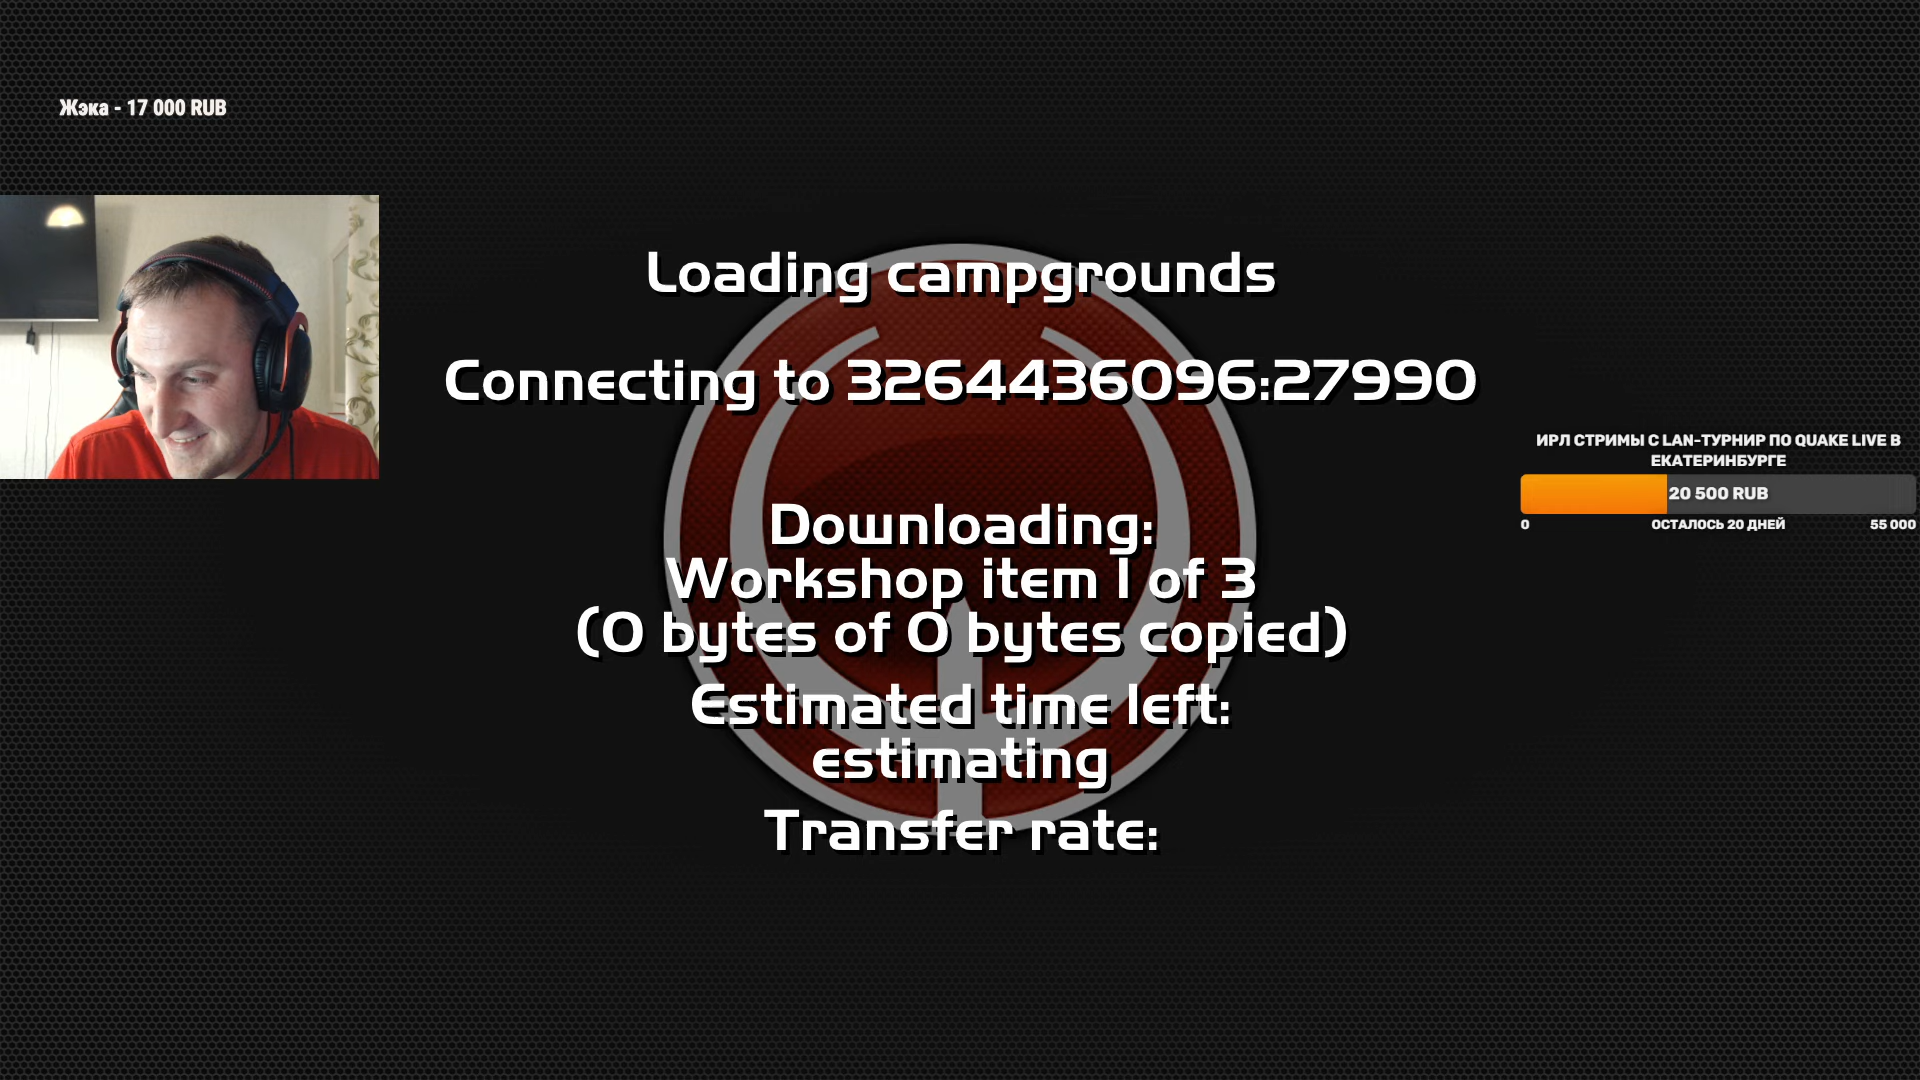 Жэка - 17 000 RUB
Loading campgrounds
Connecting to 3264436096:27990
ИРЛ СТРИМЫ С LAN-ТУРНИР ПО QUAKE LIVE В
ЕКАТЕРИНБУРГЕ
20 500 RUB
0 ОСТАЛОСЬ 20 ДНЕЙ 55 000
Downloading:
Workshop item 1 of 3
(0 bytes of 0 bytes copied)
Estimated time left:
estimating
Transfer rate: